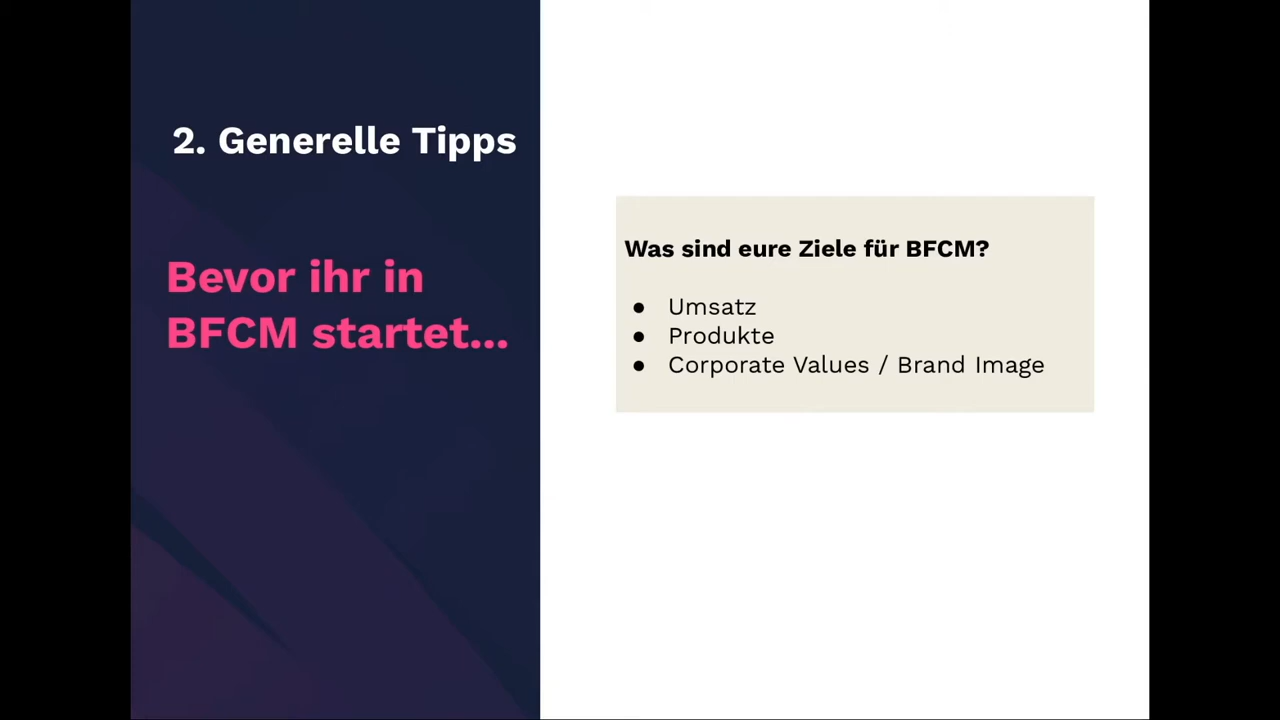 2. Generelle Tipps
Bevor ihr in
BFCM startet...
Was sind eure Ziele für BFCM?
● Umsatz
● Produkte
● Corporate Values / Brand Image